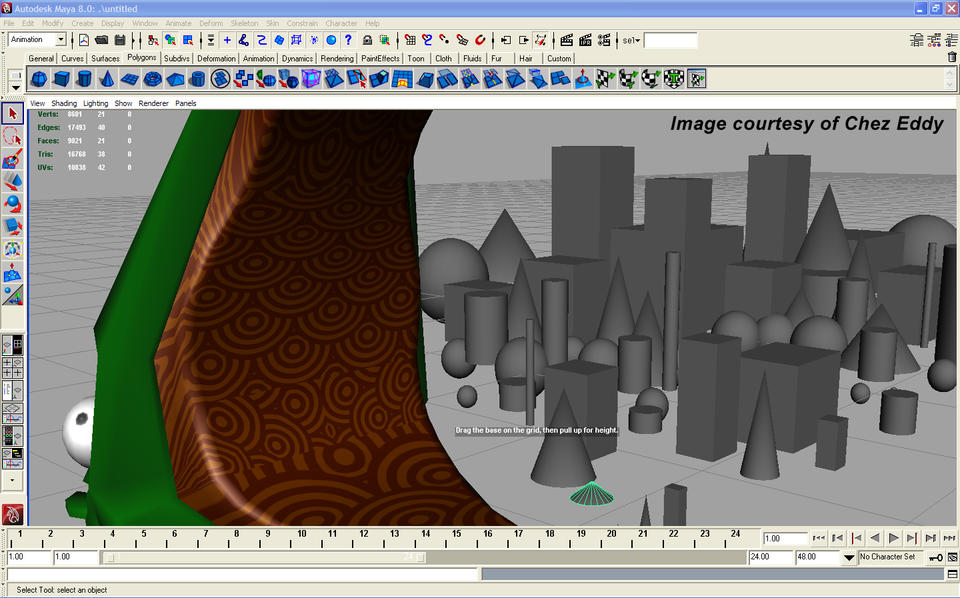 Autodesk Maya 8.0: .\untitled
File Edit Modify Create Display Window Animate Deform Skeleton Skin Constrain Character Help
Animation sel
General Curves Surfaces Polygons Subdivs Deformation Animation Dynamics Rendering PaintEffects Toon Cloth Fluids Fur Hair Custom
View Shading Lighting Show Renderer Panels
Image courtesy of Chez Eddy
Verts: 8601 21 0
Edges: 17493 40 0
Faces: 9021 21 0
Tris: 16768 38 0
UVs: 10838 42 0
Drag the base on the grid, then pull up for height.
1 2 3 4 5 6 7 8 9 10 11 12 13 14 15 16 17 18 19 20 21 22 23 24 1.00
1.00 1.00 1 24 24.00 48.00 No Character Set
Select Tool: select an object